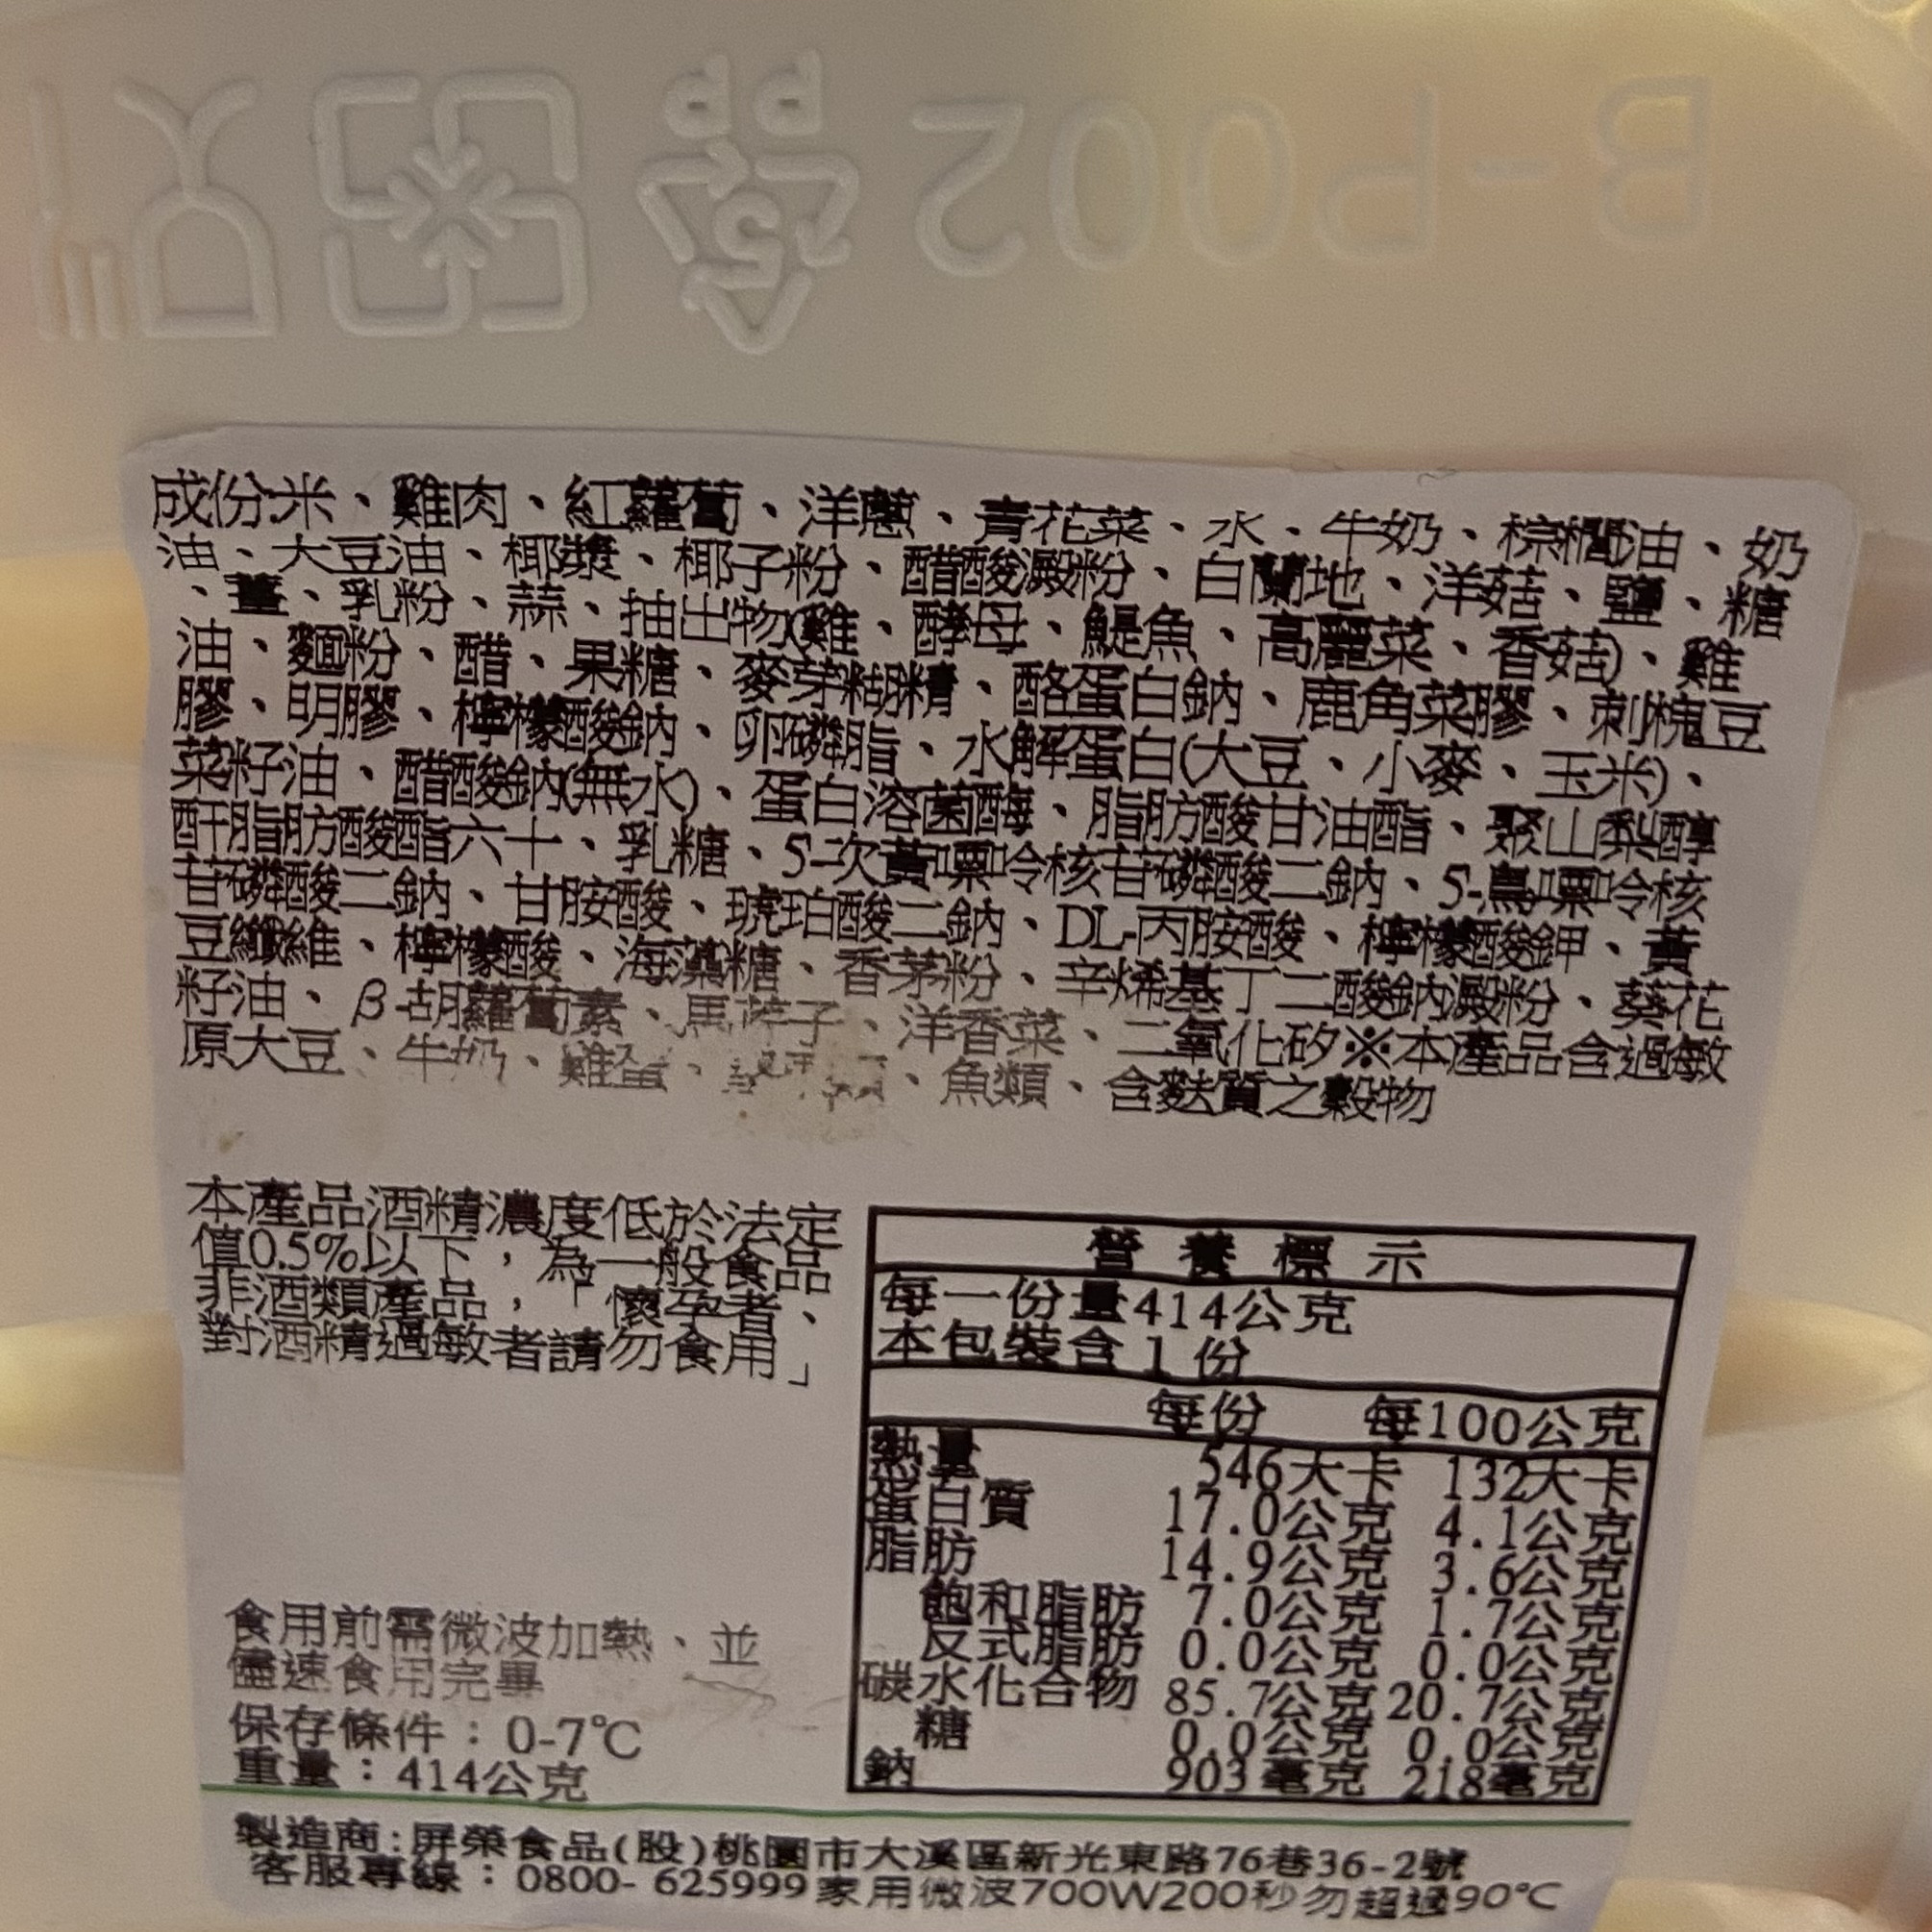 B-P002
5
PP
成份:米、雞肉、紅蘿蔔、洋蔥、青花菜、水、牛奶、棕櫚油、奶
油、大豆油、椰漿、椰子粉、醋酸澱粉、白蘭地、洋菇、鹽、糖
、薑、乳粉、蒜、抽出物(雞、酵母、鯷魚、高麗菜、香菇)、雞
油、麵粉、醋、果糖、麥芽糊精、酪蛋白鈉、鹿角菜膠、刺槐豆
膠、明膠、檸檬酸鈉、卵磷脂、水解蛋白(大豆、小麥、玉米)、
菜籽油、醋酸鈉(無水)、蛋白溶菌酶、脂肪酸甘油酯、聚山梨醇
酐脂肪酸酯六十、乳糖、5-次黃嘌呤核苷磷酸二鈉、5-鳥嘌呤核
苷磷酸二鈉、甘胺酸、琥珀酸二鈉、DL-丙胺酸、檸檬酸鉀、黃
豆纖維、檸檬酸、海藻糖、香茅粉、辛烯基丁二酸鈉澱粉、葵花
籽油、β-胡蘿蔔素、馬芹子、洋香菜、二氧化矽※本產品含過敏
原大豆、牛奶、雞蛋、、魚類、含麩質之穀物
本產品酒精濃度低於法定
值0.5%以下，為一般食品
非酒類產品，「懷孕者、
對酒精過敏者請勿食用」
營養標示
每一份量414公克
本包裝含1份
每份 每100公克
熱量 546大卡 132大卡
蛋白質 17.0公克 4.1公克
脂肪 14.9公克 3.6公克
飽和脂肪 7.0公克 1.7公克
反式脂肪 0.0公克 0.0公克
碳水化合物 85.7公克 20.7公克
糖 0.0公克 0.0公克
鈉 903毫克 218毫克
食用前需微波加熱、並
儘速食用完畢
保存條件：0-7℃
重量：414公克
製造商:屏榮食品(股)桃園市大溪區新光東路76巷36-2號
客服專線：0800-625999家用微波700W200秒勿超過90℃